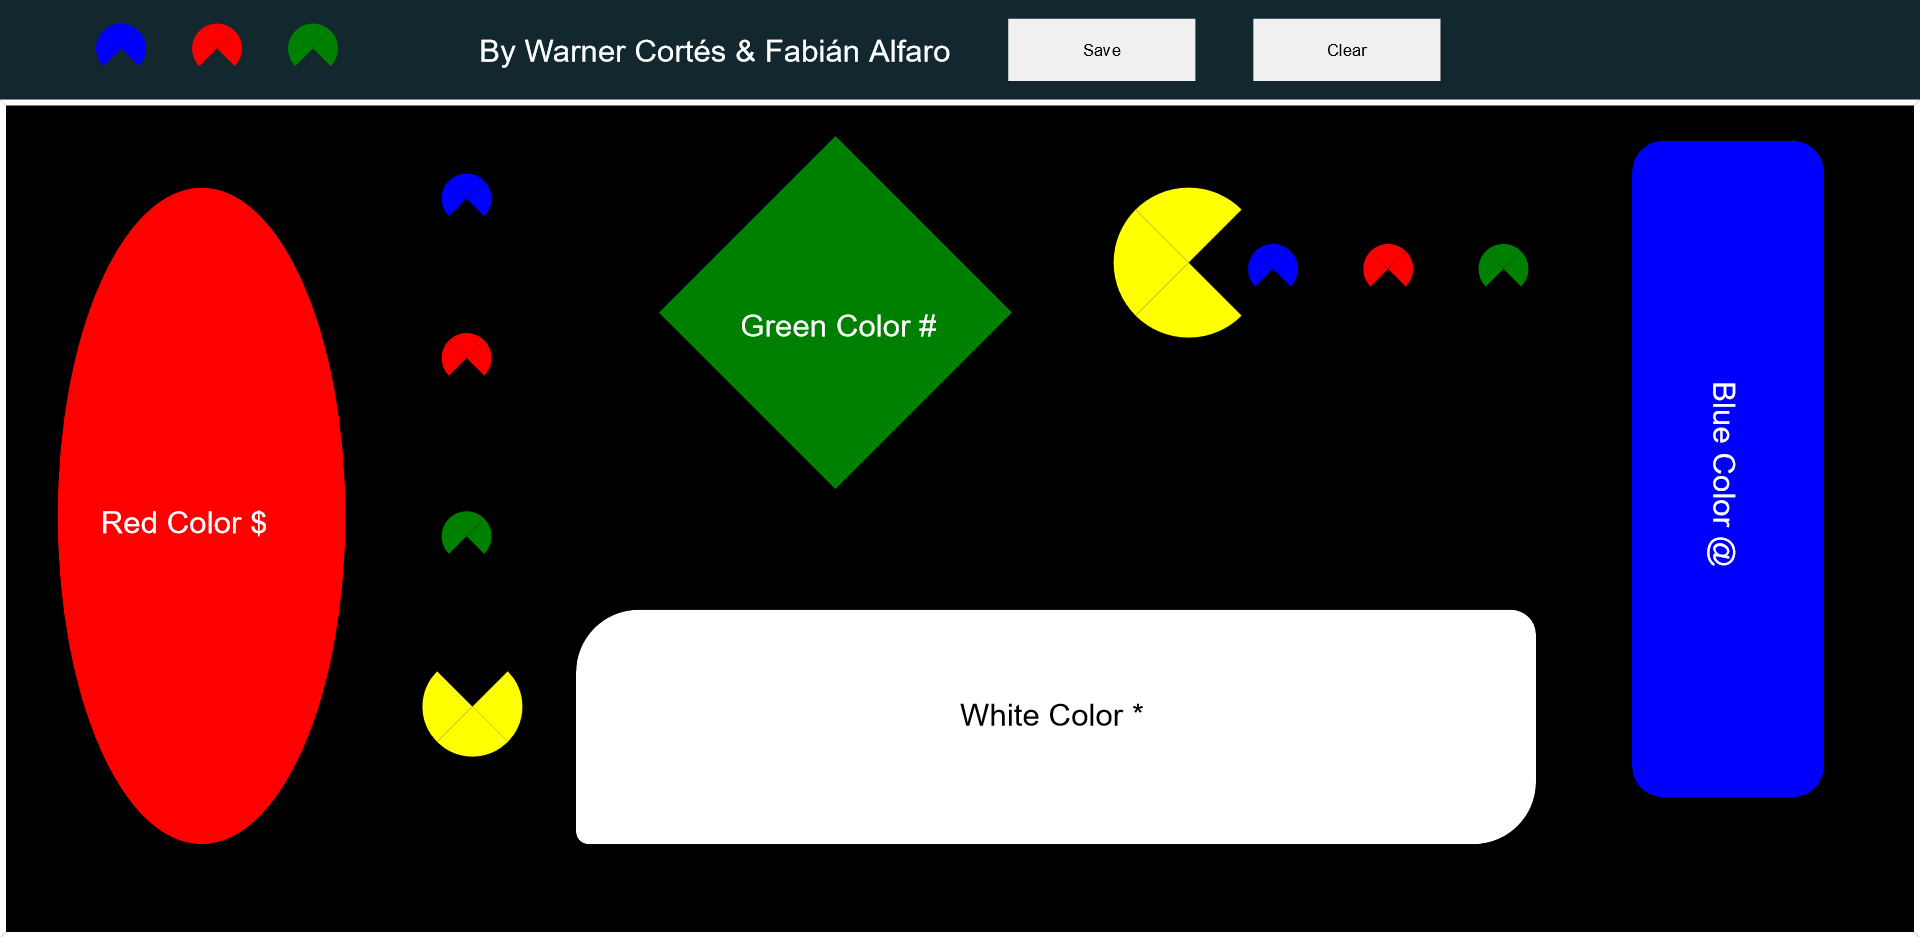 By Warner Cortés & Fabián Alfaro
Save
Clear
Green Color #
Red Color $
Blue Color @
White Color *